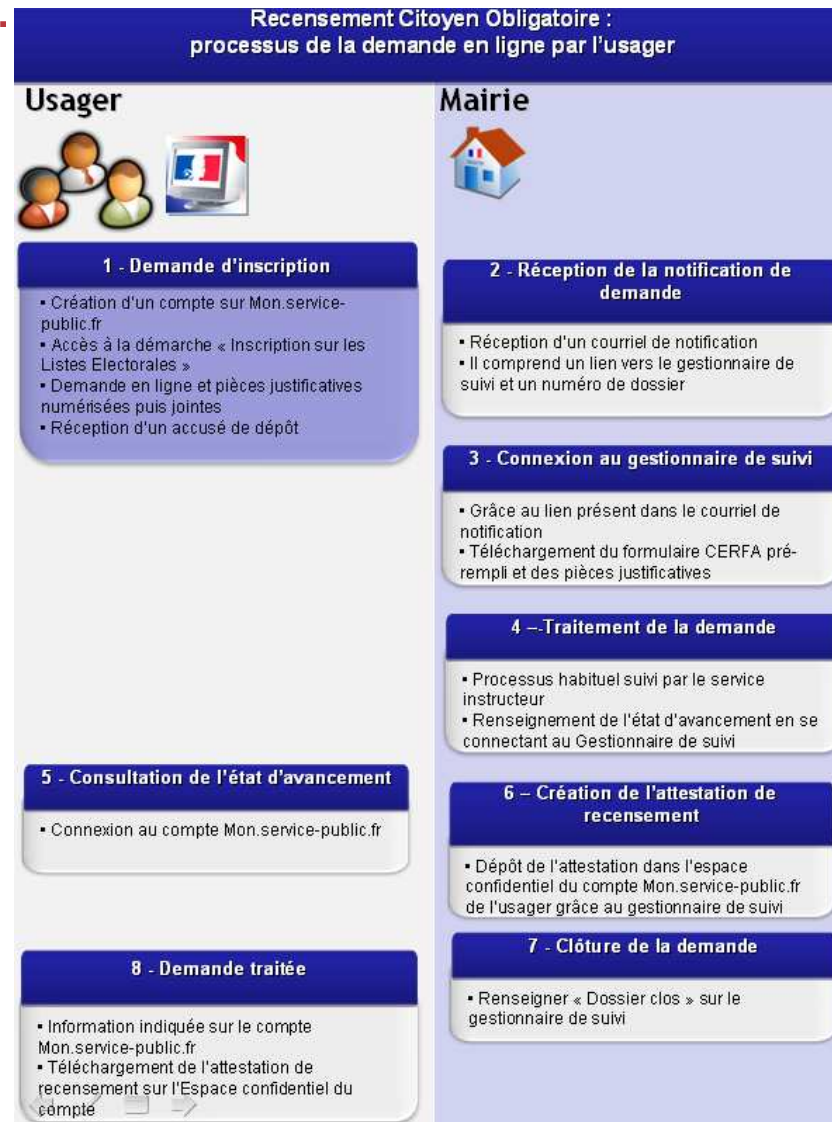 Recensement Citoyen Obligatoire :
processus de la demande en ligne par l'usager
Usager
Mairie
1 - Demande d'inscription
▪ Création d'un compte sur Mon.service-
public.fr
▪ Accès à la démarche « Inscription sur les
Listes Electorales »
▪ Demande en ligne et pièces justificatives
numérisées puis jointes
▪ Réception d'un accusé de dépôt
2 - Réception de la notification de
demande
▪ Réception d'un courriel de notification
▪ Il comprend un lien vers le gestionnaire de
suivi et un numéro de dossier
3 - Connexion au gestionnaire de suivi
▪ Grâce au lien présent dans le courriel de
notification
▪ Téléchargement du formulaire CERFA pré-
rempli et des pièces justificatives
4 –-Traitement de la demande
▪ Processus habituel suivi par le service
instructeur
▪ Renseignement de l'état d'avancement en se
connectant au Gestionnaire de suivi
5 - Consultation de l'état d'avancement
▪ Connexion au compte Mon.service-public.fr
6 – Création de l'attestation de
recensement
▪ Dépôt de l'attestation dans l'espace
confidentiel du compte Mon.service-public.fr
de l'usager grâce au gestionnaire de suivi
7 - Clôture de la demande
▪ Renseigner « Dossier clos » sur le
gestionnaire de suivi
8 - Demande traitée
▪ Information indiquée sur le compte
Mon.service-public.fr
▪ Téléchargement de l'attestation de
recensement sur l'Espace confidentiel du
compte